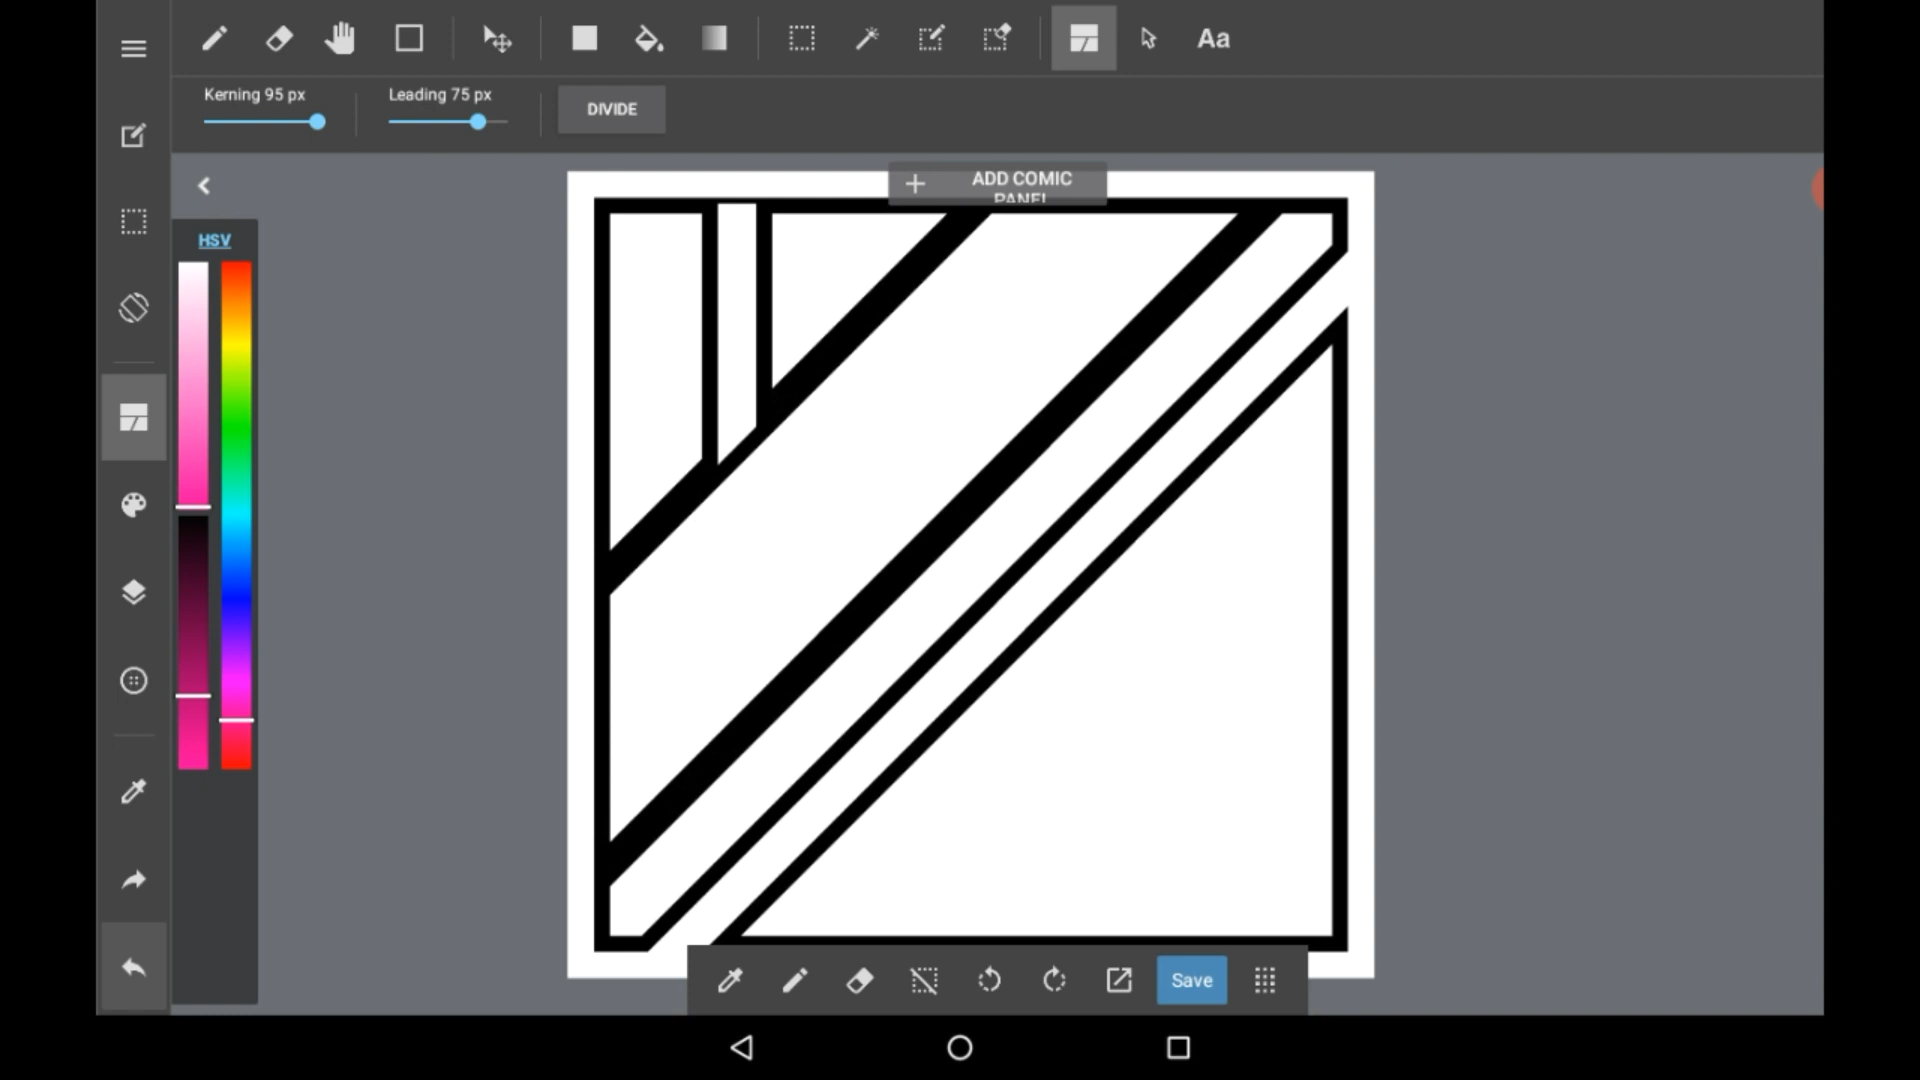 Aa
Kerning 95 px
Leading 75 px
DIVIDE
ADD COMIC
PANEL
HSV
Save